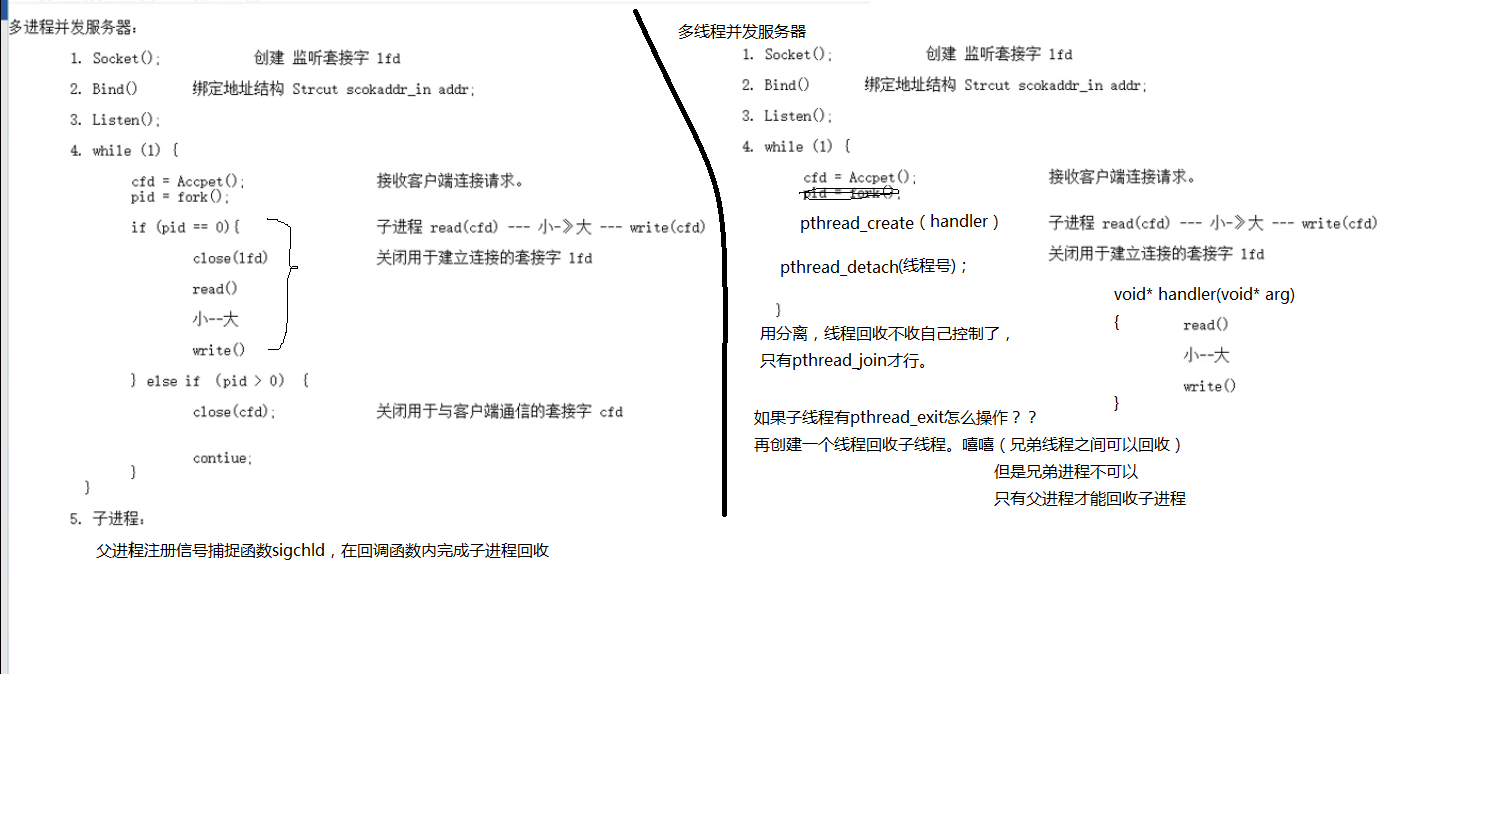 多进程并发服务器：
1. Socket();    创建 监听套接字 lfd
2. Bind()    绑定地址结构 Strcut scokaddr_in addr;
3. Listen();
4. while (1) {
cfd = Accpet();    接收客户端连接请求。
pid = fork();
if (pid == 0){    子进程 read(cfd) --- 小-》大 --- write(cfd)
close(lfd)    关闭用于建立连接的套接字 lfd
read()
小--大
write()
} else if （pid > 0） {
close(cfd);    关闭用于与客户端通信的套接字 cfd
contiue;
}
}
5. 子进程：
父进程注册信号捕捉函数sigchld，在回调函数内完成子进程回收
多线程并发服务器
1. Socket();    创建 监听套接字 lfd
2. Bind()    绑定地址结构 Strcut scokaddr_in addr;
3. Listen();
4. while (1) {
cfd = Accpet();    接收客户端连接请求。
pid = fork();
pthread_create（handler）    子进程 read(cfd) --- 小-》大 --- write(cfd)
关闭用于建立连接的套接字 lfd
pthread_detach(线程号)；
}
用分离，线程回收不收自己控制了，
只有pthread_join才行。
void* handler(void* arg)
{    read()
小--大
write()
}
如果子线程有pthread_exit怎么操作？？
再创建一个线程回收子线程。嘻嘻（兄弟线程之间可以回收）
但是兄弟进程不可以
只有父进程才能回收子进程